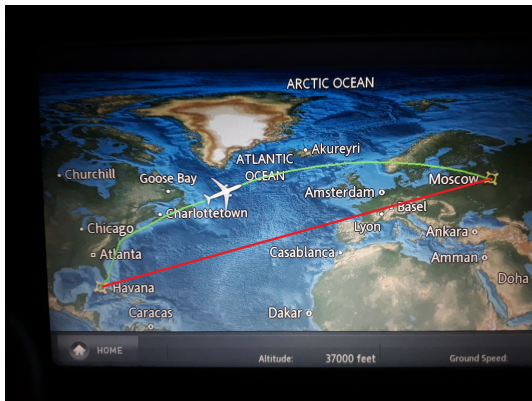 ARCTIC OCEAN
Akureyri
ATLANTIC
OCEAN
Churchill
Goose Bay
Moscow
Amsterdam
Charlottetown
Basel
Lyon
Chicago
Ankara
Atlanta
Casablanca
Amman
Doha
Havana
Caracas
Dakar
HOME
Altitude: 37000 feet Ground Speed: